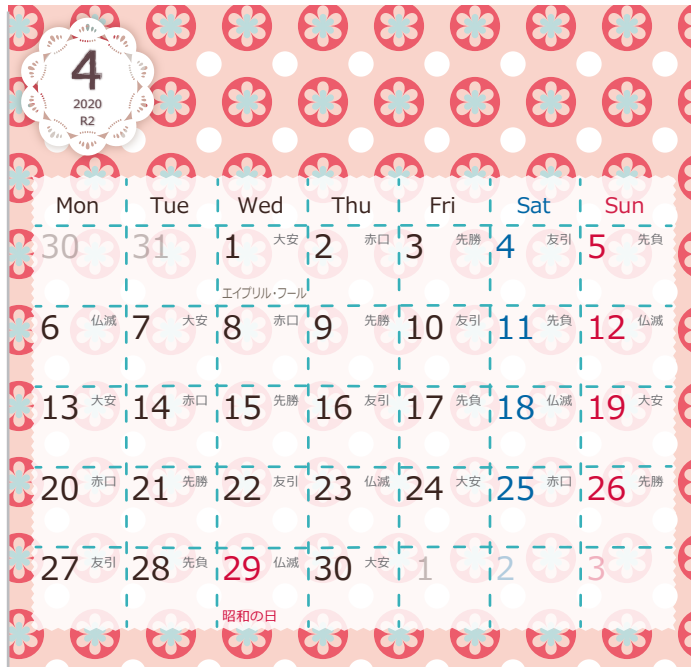 4
2020
R2
Mon Tue Wed Thu Fri Sat Sun
30 31 1 大安 2 赤口 3 先勝 4 友引 5 先負
エイプリル・フール
6 仏滅 7 大安 8 赤口 9 先勝 10 友引 11 先負 12 仏滅
13 大安 14 赤口 15 先勝 16 友引 17 先負 18 仏滅 19 大安
20 赤口 21 先勝 22 友引 23 仏滅 24 大安 25 赤口 26 先勝
27 友引 28 先負 29 仏滅 30 大安 1 2 3
昭和の日